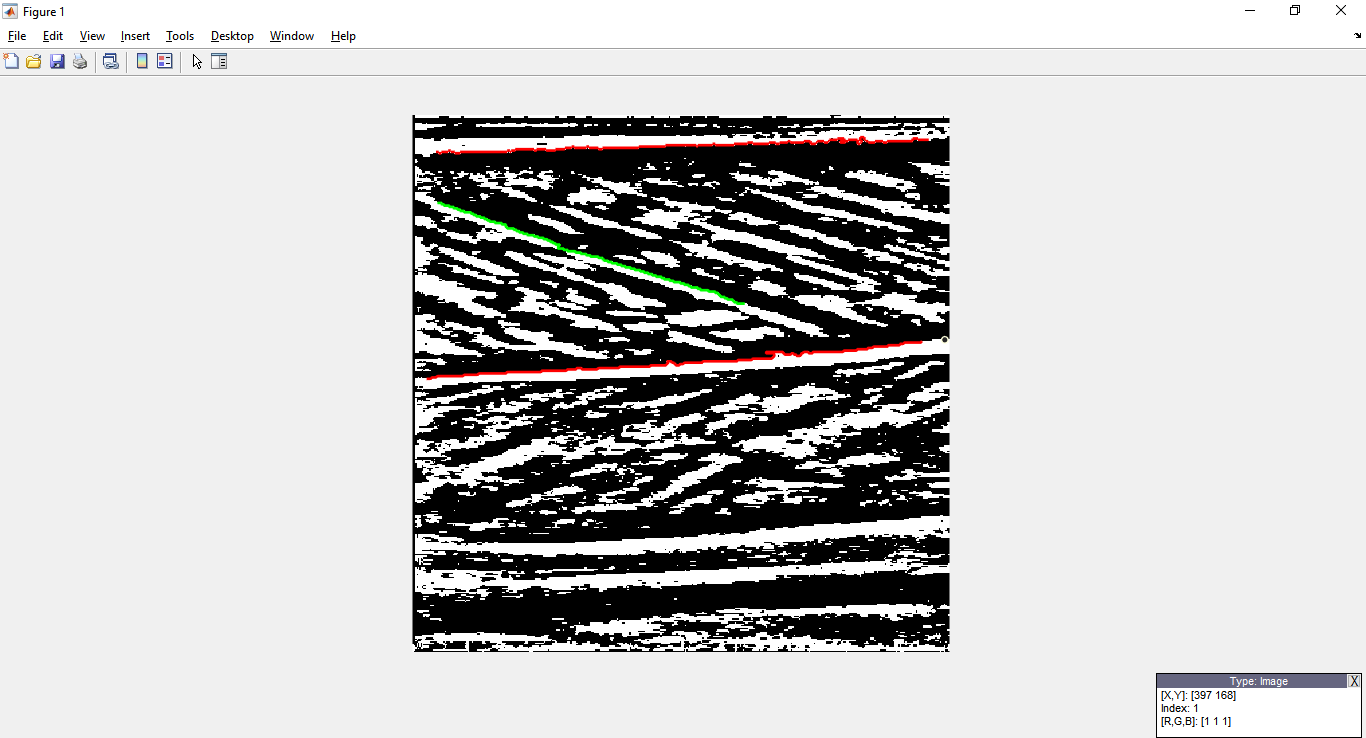 Figure 1
File Edit View Insert Tools Desktop Window Help
Type: Image X
[X,Y]: [397 168]
Index: 1
[R,G,B]: [1 1 1]